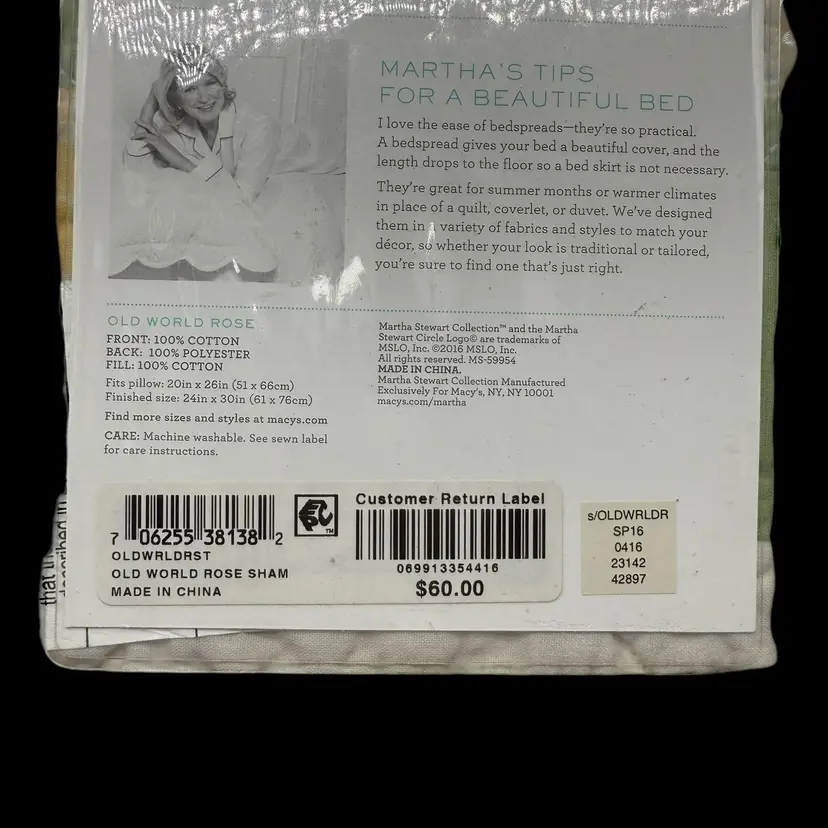 MARTHA'S TIPS
FOR A BEAUTIFUL BED
I love the ease of bedspreads—they're so practical.
A bedspread gives your bed a beautiful cover, and the
length drops to the floor so a bed skirt is not necessary.
They're great for summer months or warmer climates
in place of a quilt, coverlet, or duvet. We've designed
them in a variety of fabrics and styles to match your
décor, so whether your look is traditional or tailored,
you're sure to find one that's just right.
OLD WORLD ROSE
FRONT: 100% COTTON
BACK: 100% POLYESTER
FILL: 100% COTTON
Fits pillow: 20in x 26in (51 x 66cm)
Finished size: 24in x 30in (61 x 76cm)
Find more sizes and styles at macys.com
CARE: Machine washable. See sewn label
for care instructions.
Martha Stewart Collection™ and the Martha
Stewart Circle Logo© are trademarks of
MSLO, Inc. ©2016 MSLO, Inc.
All rights reserved. MS-59954
MADE IN CHINA.
Martha Stewart Collection Manufactured
Exclusively For Macy's, NY, NY 10001
macys.com/martha
7 06255 38138 2
OLDWRLDRST
OLD WORLD ROSE SHAM
MADE IN CHINA
EPC TM
Customer Return Label
069913354416
$60.00
s/OLDWRLDR
SP16
0416
23142
42897
that
described in